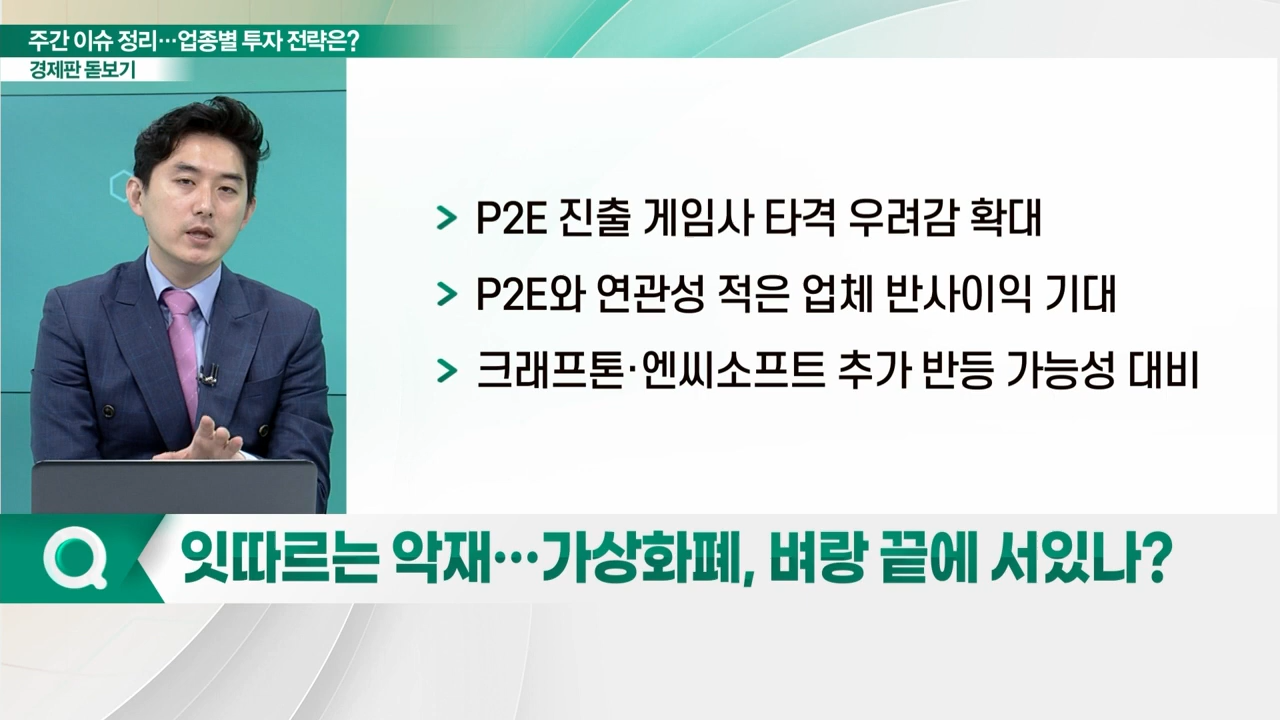 주간 이슈 정리…업종별 투자 전략은?
경제판 돋보기
> P2E 진출 게임사 타격 우려감 확대
> P2E와 연관성 적은 업체 반사이익 기대
> 크래프톤·엔씨소프트 추가 반등 가능성 대비
Q 잇따르는 악재…가상화폐, 벼랑 끝에 서있나?